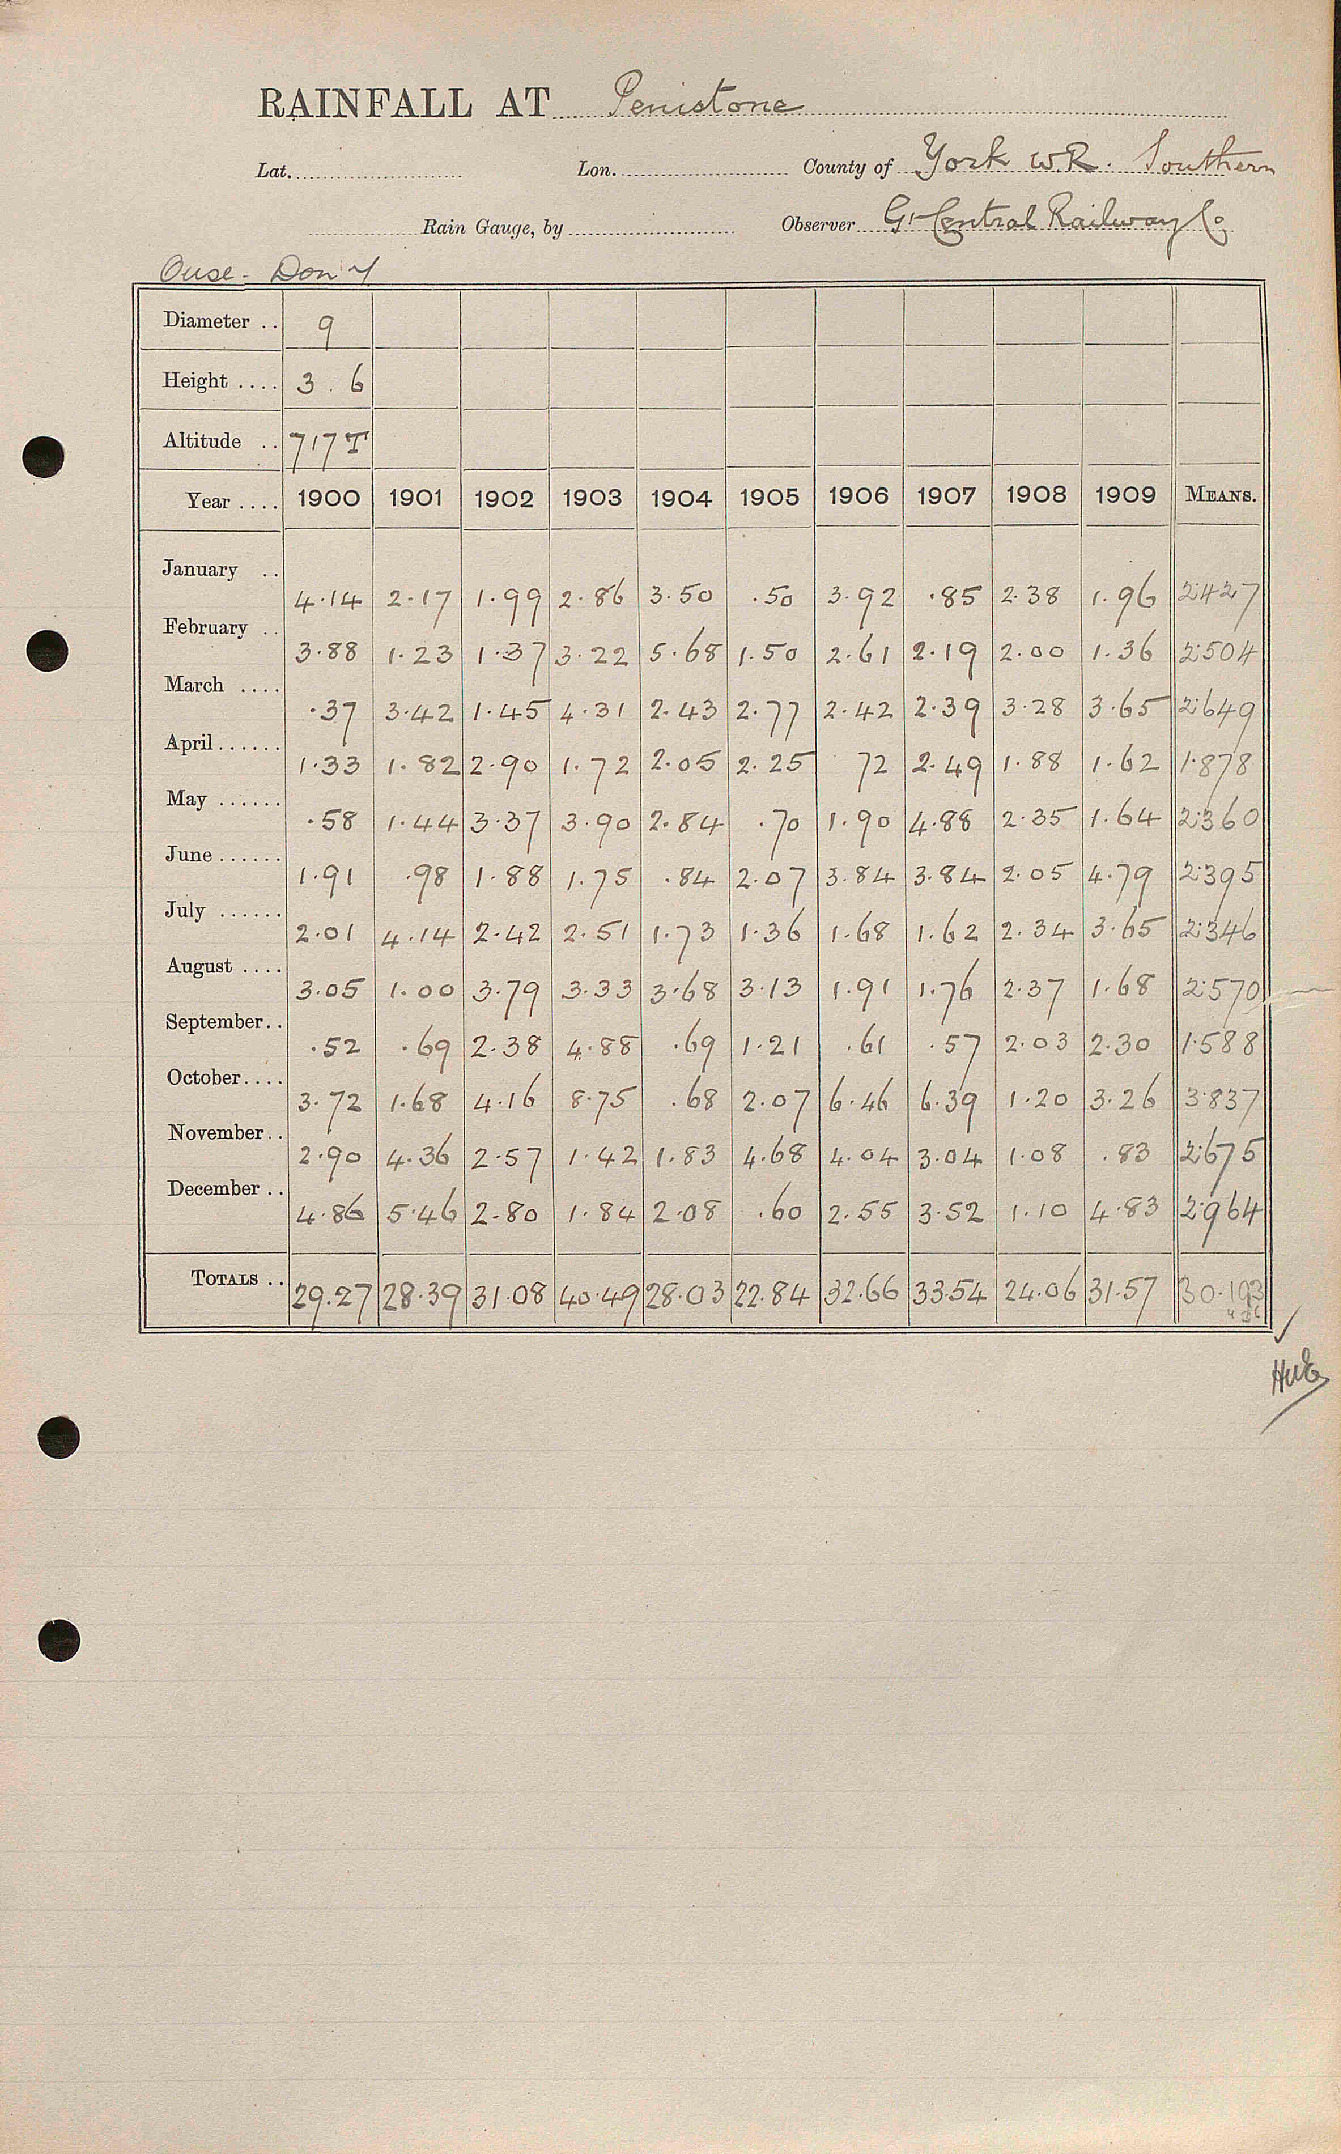 RAINFALL AT Penistone
Lat. Lon. County of York W.R. Southern
Rain Gauge, by Observer Gt Central Railway Co
Ouse - Don
Diameter .. 9
Height .... 3 . 6
Altitude .. 717 T
Year .... 1900 1901 1902 1903 1904 1905 1906 1907 1908 1909 MEANS.
January .. 4.14 2.17 1.99 2.86 3.50 .50 3.92 .85 2.38 1.96 2.427
February .. 3.88 1.23 1.37 3.22 5.68 1.50 2.61 2.19 2.00 1.36 2.504
March .... .37 3.42 1.45 4.31 2.43 2.77 2.42 2.39 3.28 3.65 2.649
April ...... 1.33 1.82 2.90 1.72 2.05 2.25 72 2.49 1.88 1.62 1.878
May ...... .58 1.44 3.37 3.90 2.84 .70 1.90 4.88 2.35 1.64 2.360
June ...... 1.91 .98 1.88 1.75 .84 2.07 3.84 3.84 2.05 4.79 2.395
July ...... 2.01 4.14 2.42 2.51 1.73 1.36 1.68 1.62 2.34 3.65 2.346
August .... 3.05 1.00 3.79 3.33 3.68 3.13 1.91 1.76 2.37 1.68 2.570
September .. .52 .69 2.38 4.88 .69 1.21 .61 .57 2.03 2.30 1.588
October .... 3.72 1.68 4.16 8.75 .68 2.07 6.46 6.39 1.20 3.26 3.837
November .. 2.90 4.36 2.57 1.42 1.83 4.68 4.04 3.04 1.08 .83 2.675
December .. 4.86 5.46 2.80 1.84 2.08 .60 2.55 3.52 1.10 4.83 2.964
TOTALS .. 29.27 28.39 31.08 40.49 28.03 22.84 32.66 33.54 24.06 31.57 30.193